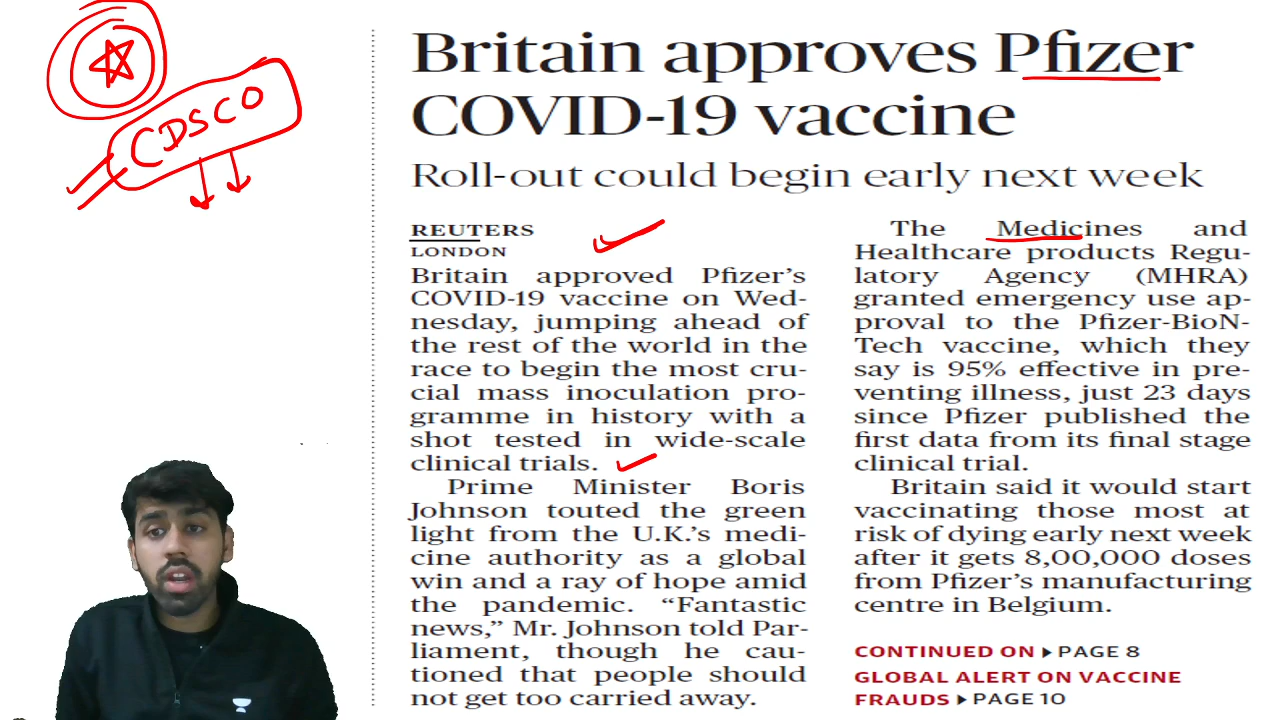 CDSCO
Britain approves Pfizer
COVID-19 vaccine
Roll-out could begin early next week
REUTERS
LONDON
Britain approved Pfizer's
COVID-19 vaccine on Wed-
nesday, jumping ahead of
the rest of the world in the
race to begin the most cru-
cial mass inoculation pro-
gramme in history with a
shot tested in wide-scale
clinical trials.
Prime Minister Boris
Johnson touted the green
light from the U.K.'s medi-
cine authority as a global
win and a ray of hope amid
the pandemic. “Fantastic
news,” Mr. Johnson told Par-
liament, though he cau-
tioned that people should
not get too carried away.
The Medicines and
Healthcare products Regu-
latory Agency (MHRA)
granted emergency use ap-
proval to the Pfizer-BioN-
Tech vaccine, which they
say is 95% effective in pre-
venting illness, just 23 days
since Pfizer published the
first data from its final stage
clinical trial.
Britain said it would start
vaccinating those most at
risk of dying early next week
after it gets 8,00,000 doses
from Pfizer's manufacturing
centre in Belgium.
CONTINUED ON ▸ PAGE 8
GLOBAL ALERT ON VACCINE
FRAUDS ▸ PAGE 10